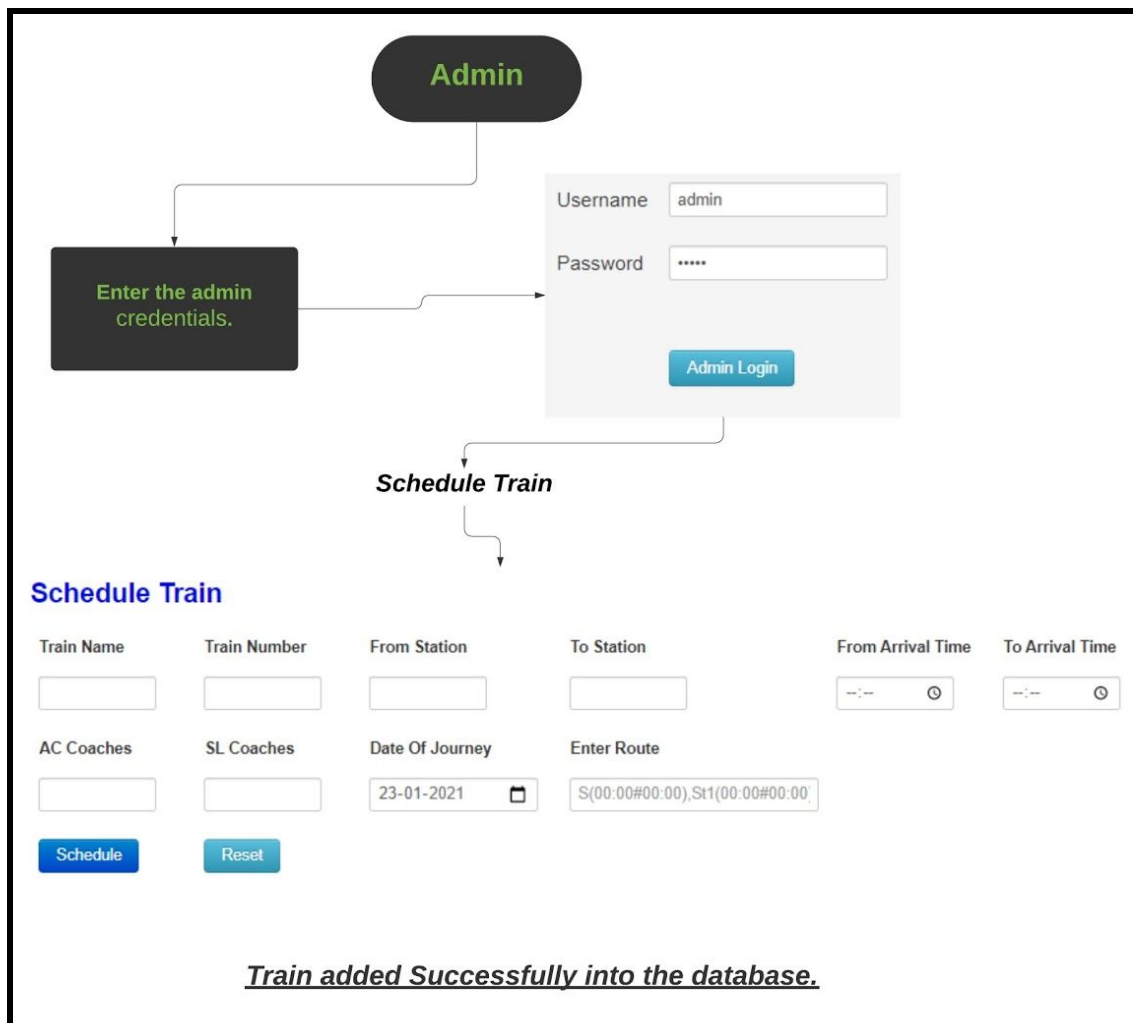 Admin
Enter the admin
credentials.
Username admin
Password •••••
Admin Login
Schedule Train
Schedule Train
Train Name Train Number From Station To Station From Arrival Time To Arrival Time
--:-- --:--
AC Coaches SL Coaches Date Of Journey Enter Route
23-01-2021 S(00:00#00:00),St1(00:00#00:00
Schedule Reset
Train added Successfully into the database.